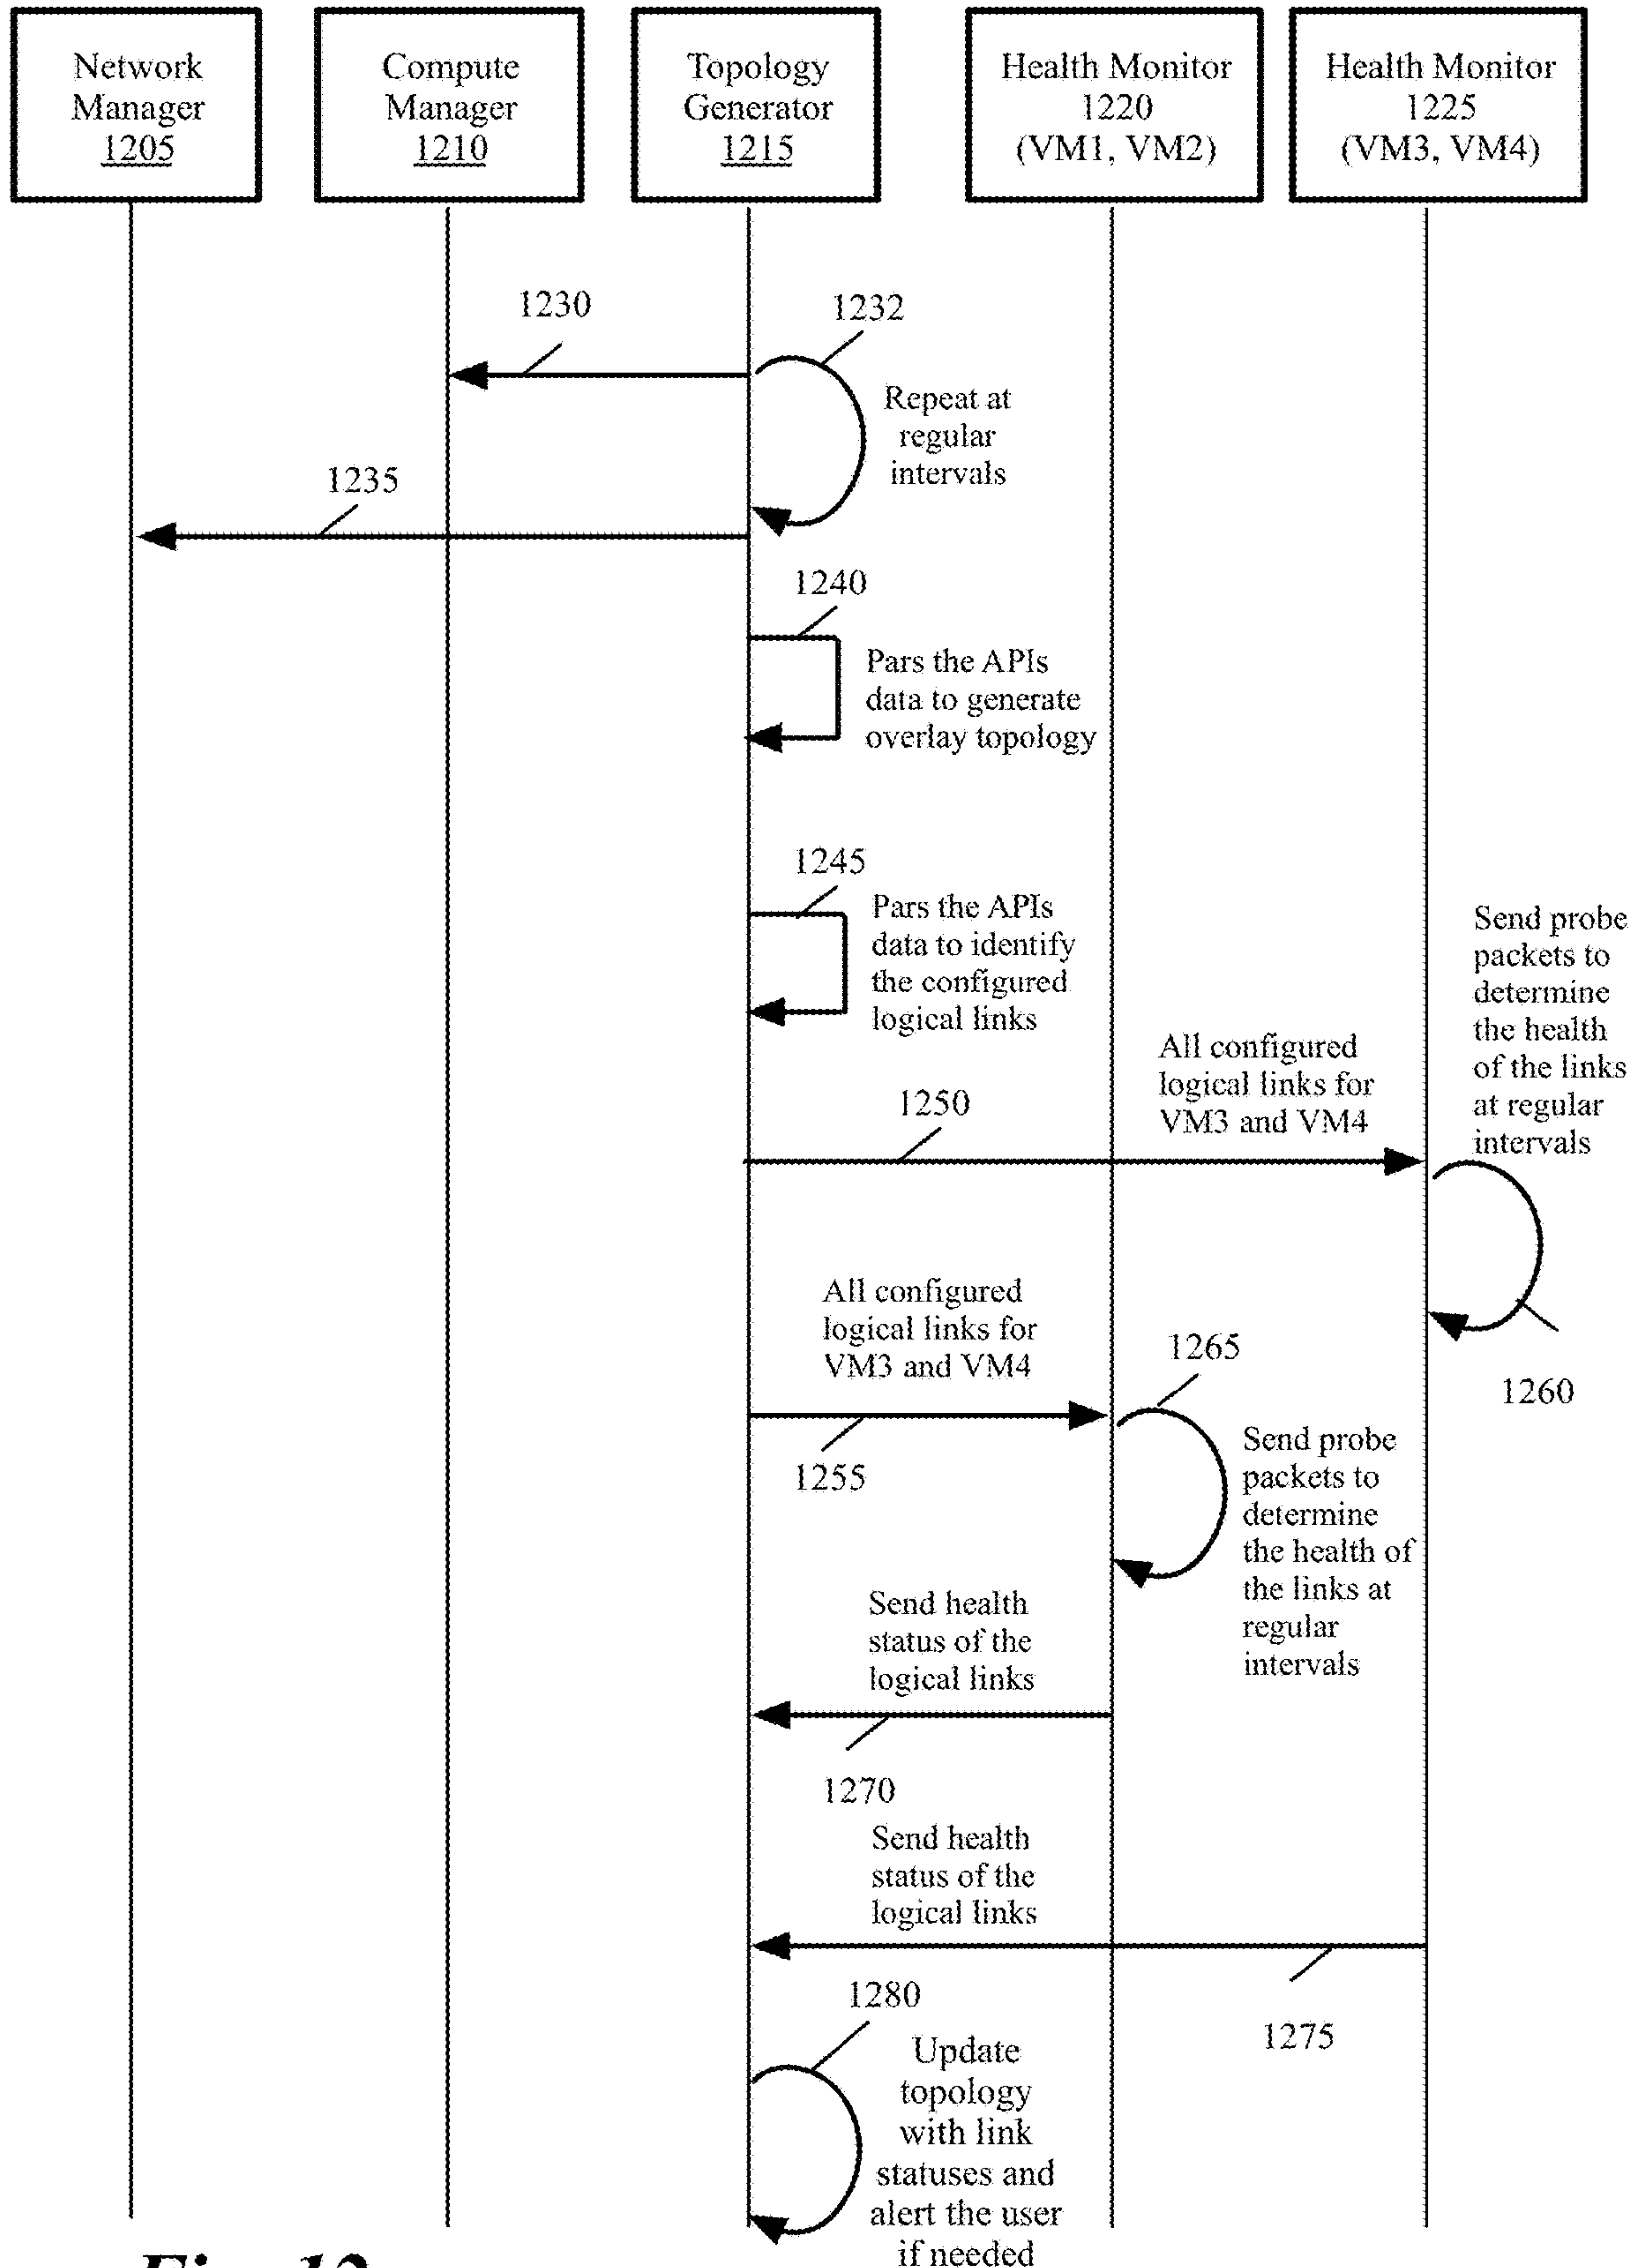 Network
Manager
1205
Compute
Manager
1210
Topology
Generator
1215
Health Monitor
1220
(VM1, VM2)
Health Monitor
1225
(VM3, VM4)
1230
1232
Repeat at
regular
intervals
1235
1240
Pars the APIs
data to generate
overlay topology
1245
Pars the APIs
data to identify
the configured
logical links
Send probe
packets to
determine
the health
of the links
at regular
intervals
All configured
logical links for
VM3 and VM4
1250
1260
All configured
logical links for
VM3 and VM4
1255
1265
Send probe
packets to
determine
the health of
the links at
regular
intervals
Send health
status of the
logical links
1270
Send health
status of the
logical links
1275
1280
Update
topology
with link
statuses and
alert the user
if needed